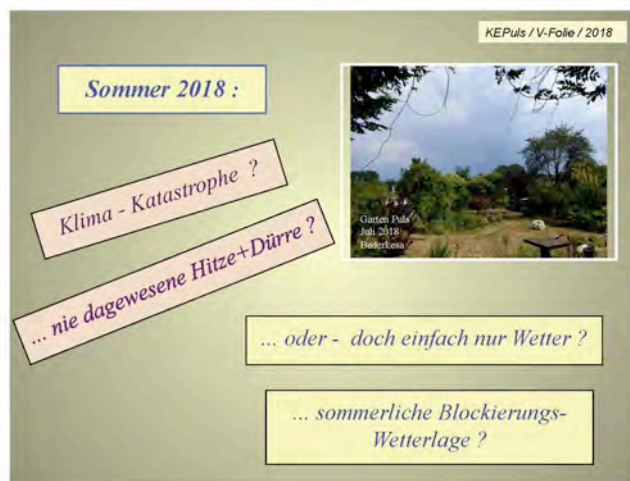 KEPuls / V-Folie / 2018
Sommer 2018 :
Klima - Katastrophe ?
... nie dagewesene Hitze+Dürre ?
Garten Puls
Juli 2018
Bederkesa
... oder - doch einfach nur Wetter ?
... sommerliche Blockierungs-
Wetterlage ?